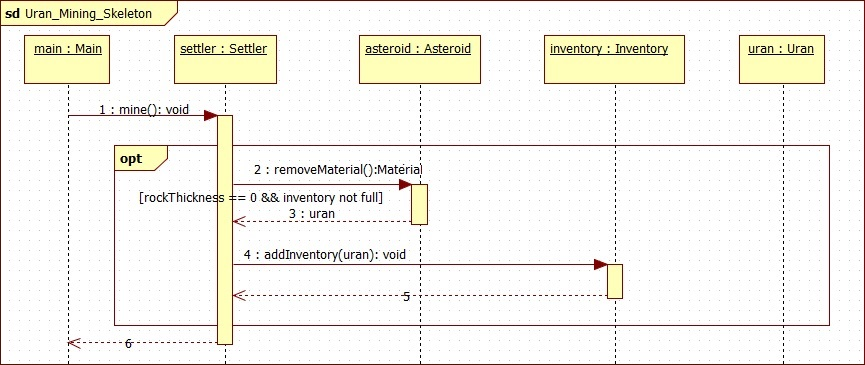 sd Uran_Mining_Skeleton
main : Main
settler : Settler
asteroid : Asteroid
inventory : Inventory
uran : Uran
1 : mine(): void
opt
2 : removeMaterial():Material
[rockThickness == 0 && inventory not full]
3 : uran
4 : addInventory(uran): void
5
6